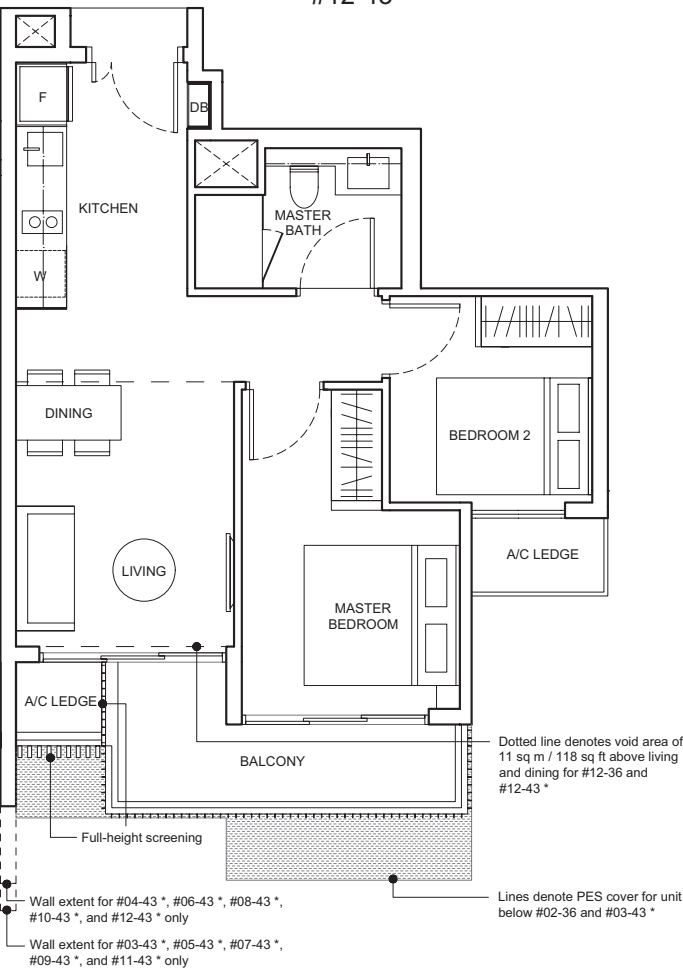 F
DB
KITCHEN
MASTER
BATH
W
DINING
BEDROOM 2
LIVING
A/C LEDGE
MASTER
BEDROOM
A/C LEDGE
BALCONY
Dotted line denotes void area of
11 sq m / 118 sq ft above living
and dining for #12-36 and
#12-43 *
Full-height screening
Wall extent for #04-43 *, #06-43 *, #08-43 *,
#10-43 *, and #12-43 * only
Lines denote PES cover for unit
below #02-36 and #03-43 *
Wall extent for #03-43 *, #05-43 *, #07-43 *,
#09-43 *, and #11-43 * only